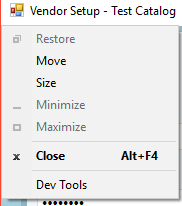 Vendor Setup - Test Catalog
Restore
Move
Size
Minimize
Maximize
x Close Alt+F4
Dev Tools